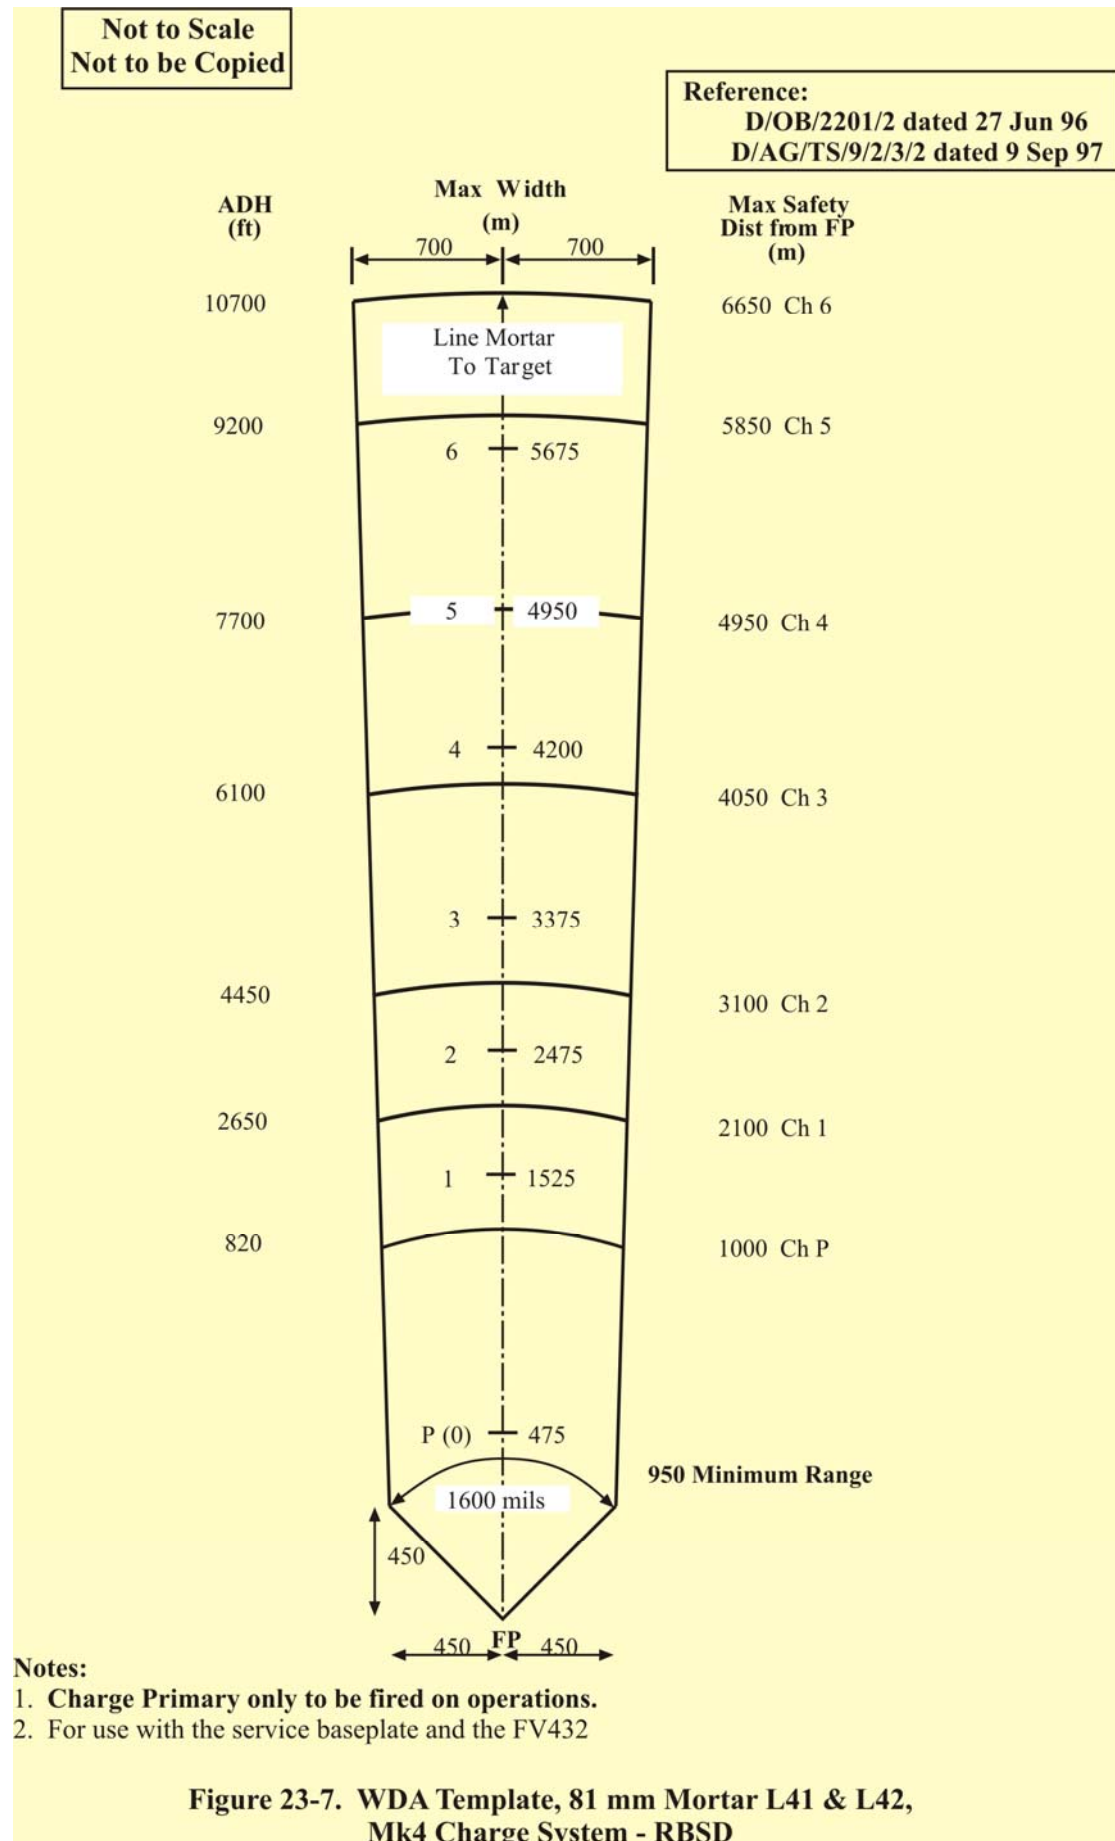 Not to Scale
Not to be Copied
Reference:
D/OB/2201/2 dated 27 Jun 96
D/AG/TS/9/2/3/2 dated 9 Sep 97
ADH
(ft)
Max Width
(m)
Max Safety
Dist from FP
(m)
700 700
10700 6650 Ch 6
Line Mortar
To Target
9200 5850 Ch 5
6 5675
5 4950
7700 4950 Ch 4
4 4200
6100 4050 Ch 3
3 3375
4450 3100 Ch 2
2 2475
2650 2100 Ch 1
1 1525
820 1000 Ch P
P (0) 475
950 Minimum Range
1600 mils
450
FP
450 450
Notes:
1. Charge Primary only to be fired on operations.
2. For use with the service baseplate and the FV432
Figure 23-7. WDA Template, 81 mm Mortar L41 & L42,
Mk4 Charge System - RBSD